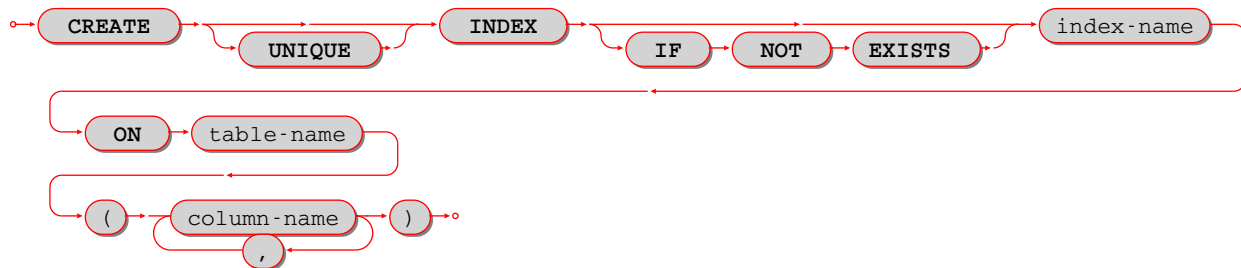 CREATE UNIQUE INDEX IF NOT EXISTS index-name
ON table-name
( column-name , )